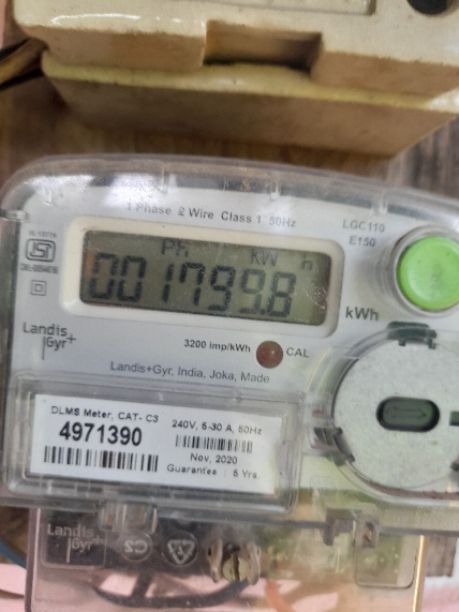 1 Phase 2 Wire Class 1 50Hz
LGC110
E150
Ph KW h
001799.8
kWh
Landis
Gyr+
3200 imp/kWh CAL
Landis+Gyr, India, Joka, Made
DLMS Meter, CAT- C3
4971390
240V, 5-30 A, 50Hz
Nov, 2020
Guarantee : 5 Yrs.
Landis
Gyr+